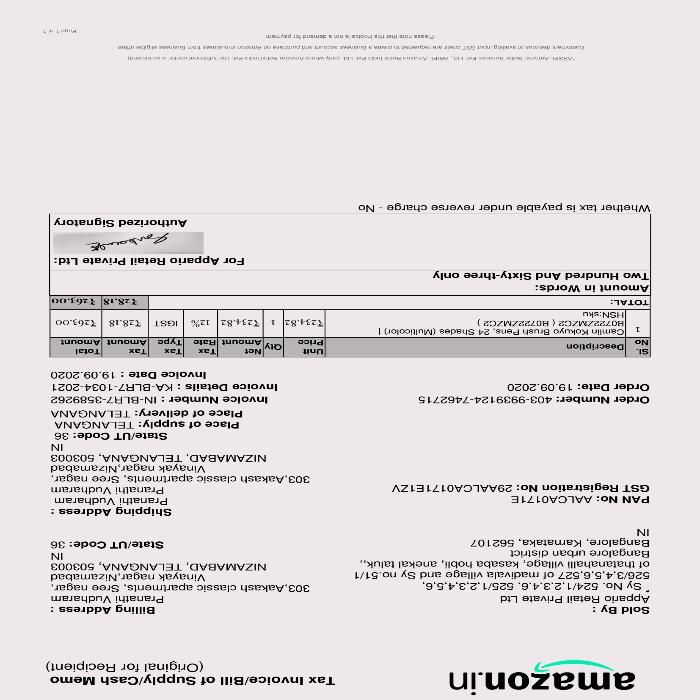 amazon.in
Tax Invoice/Bill of Supply/Cash Memo
(Original for Recipient)
Sold By :
Appario Retail Private Ltd
* Sy No. 524/1,2,3,4,6, 525/1,2,3,4,5,6,
526/3,4,5,6,527 of madivala village and Sy no.51/1
of thatnahalli village, kasaba hobli, anekal taluk,,
Bangalore urban district
Bangalore, Karnataka, 562107
IN
Billing Address :
Pranathi Vudhuram
303,Aakash classic apartments, Sree nagar,
Vinayak nagar,Nizamabad
NIZAMABAD, TELANGANA, 503003
IN
State/UT Code: 36
PAN No: AALCA0171E
GST Registration No: 29AALCA0171E1ZV
Shipping Address :
Pranathi Vudhuram
Pranathi Vudhuram
303,Aakash classic apartments, Sree nagar,
Vinayak nagar,Nizamabad
NIZAMABAD, TELANGANA, 503003
IN
State/UT Code: 36
Place of supply: TELANGANA
Place of delivery: TELANGANA
Order Number: 403-9939124-7462715
Order Date: 19.09.2020
Invoice Number : IN-BLR7-3589262
Invoice Details : KA-BLR7-1034-2021
Invoice Date : 19.09.2020
Sl. No Description Unit Price Qty Net Amount Tax Rate Tax Type Tax Amount Total Amount
1 Camlin Kokuyo Brush Pens, 24 Shades (Multicolor) | B0722ZMZC2 ( B0722ZMZC2 ) HSN:sku ₹234.82 1 ₹234.82 12% IGST ₹28.18 ₹263.00
TOTAL: ₹28.18 ₹263.00
Amount in Words:
Two Hundred And Sixty-three only
For Appario Retail Private Ltd:
Authorized Signatory
Whether tax is payable under reverse charge - No
*ASSPL-Amazon Seller Services Pvt. Ltd., ARIPL-Amazon Retail India Pvt. Ltd. (only where Amazon Retail India Pvt. Ltd. fulfillment center is co-located)
Customers desirous of availing input GST credit are requested to create a Business account and purchase on Amazon.in/business from Business eligible offers
Please note that this invoice is not a demand for payment
Page 1 of 1